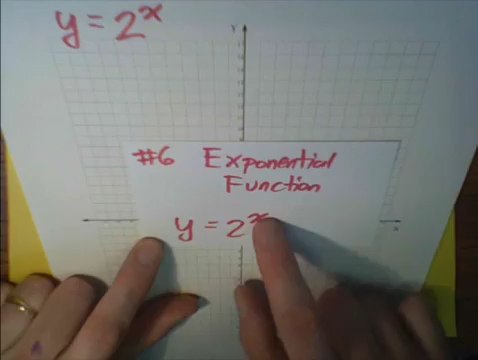 y = 2^x
#6 Exponential
Function
y = 2^x